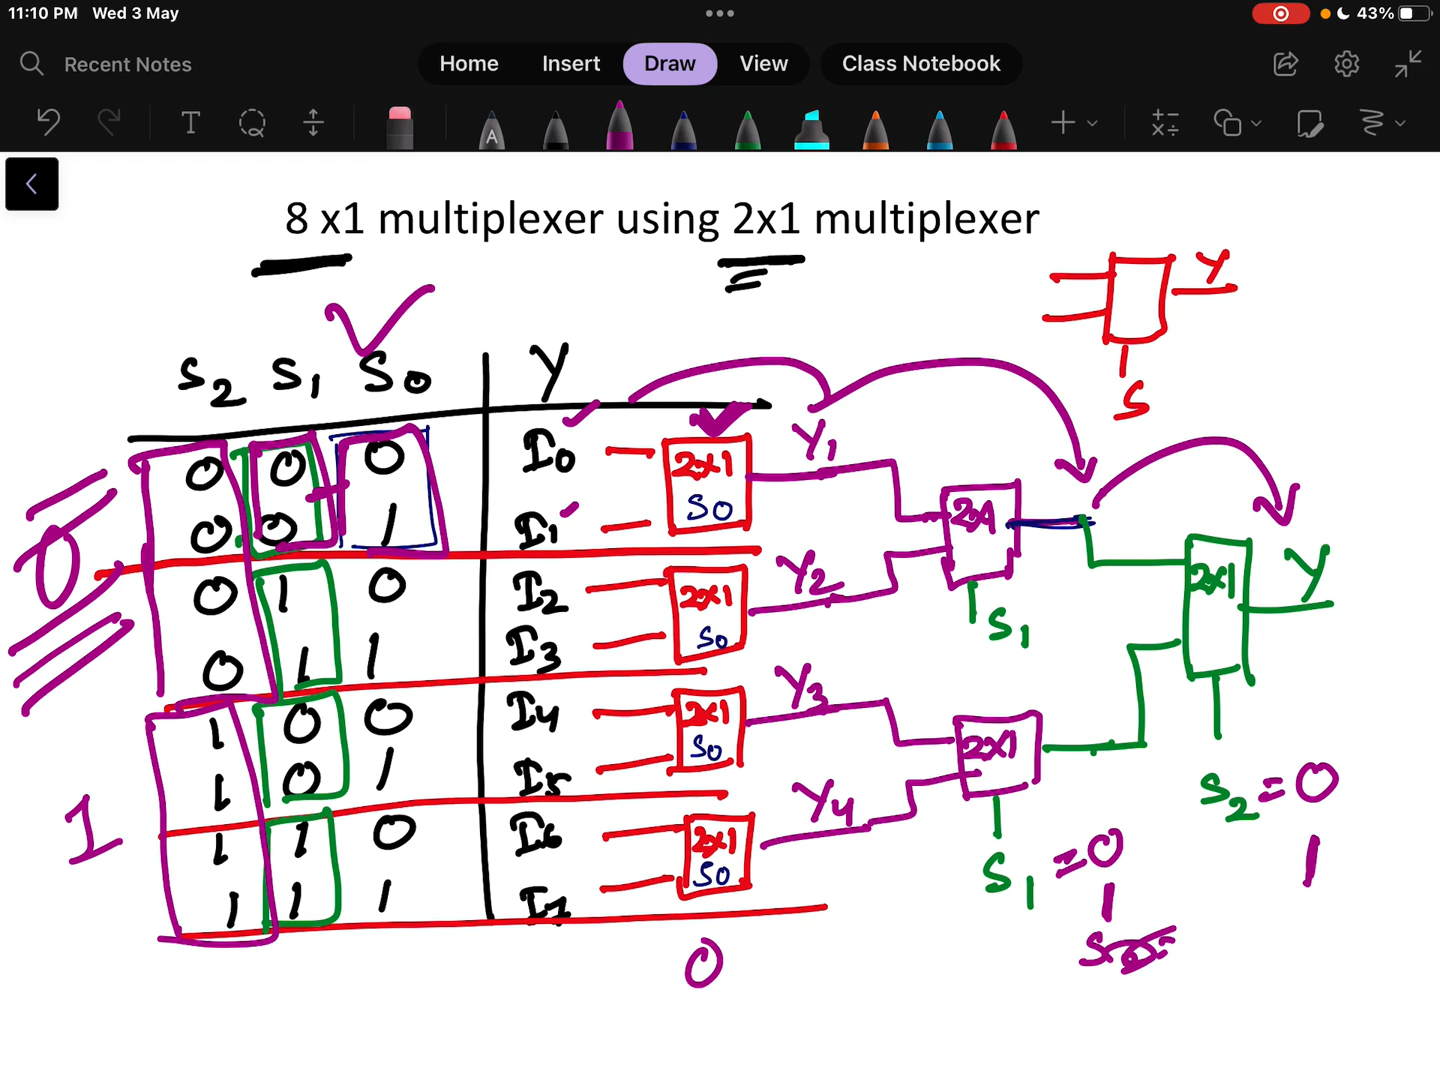 11:10 PM Wed 3 May
43%
Recent Notes
Home Insert Draw View Class Notebook
T
A
8 x1 multiplexer using 2x1 multiplexer
Y
S
S2 S1 S0 Y
0 0 0 I0
0 0 1 I1
0 1 0 I2
0 1 1 I3
1 0 0 I4
1 0 1 I5
1 1 0 I6
1 1 1 I7
0
1
2x1
S0
2x1
S0
2x1
S0
2x1
S0
Y1
Y2
Y3
Y4
2x1
S1
2x1
S1 = 0
1
2x1
Y
S2 = 0
1
0